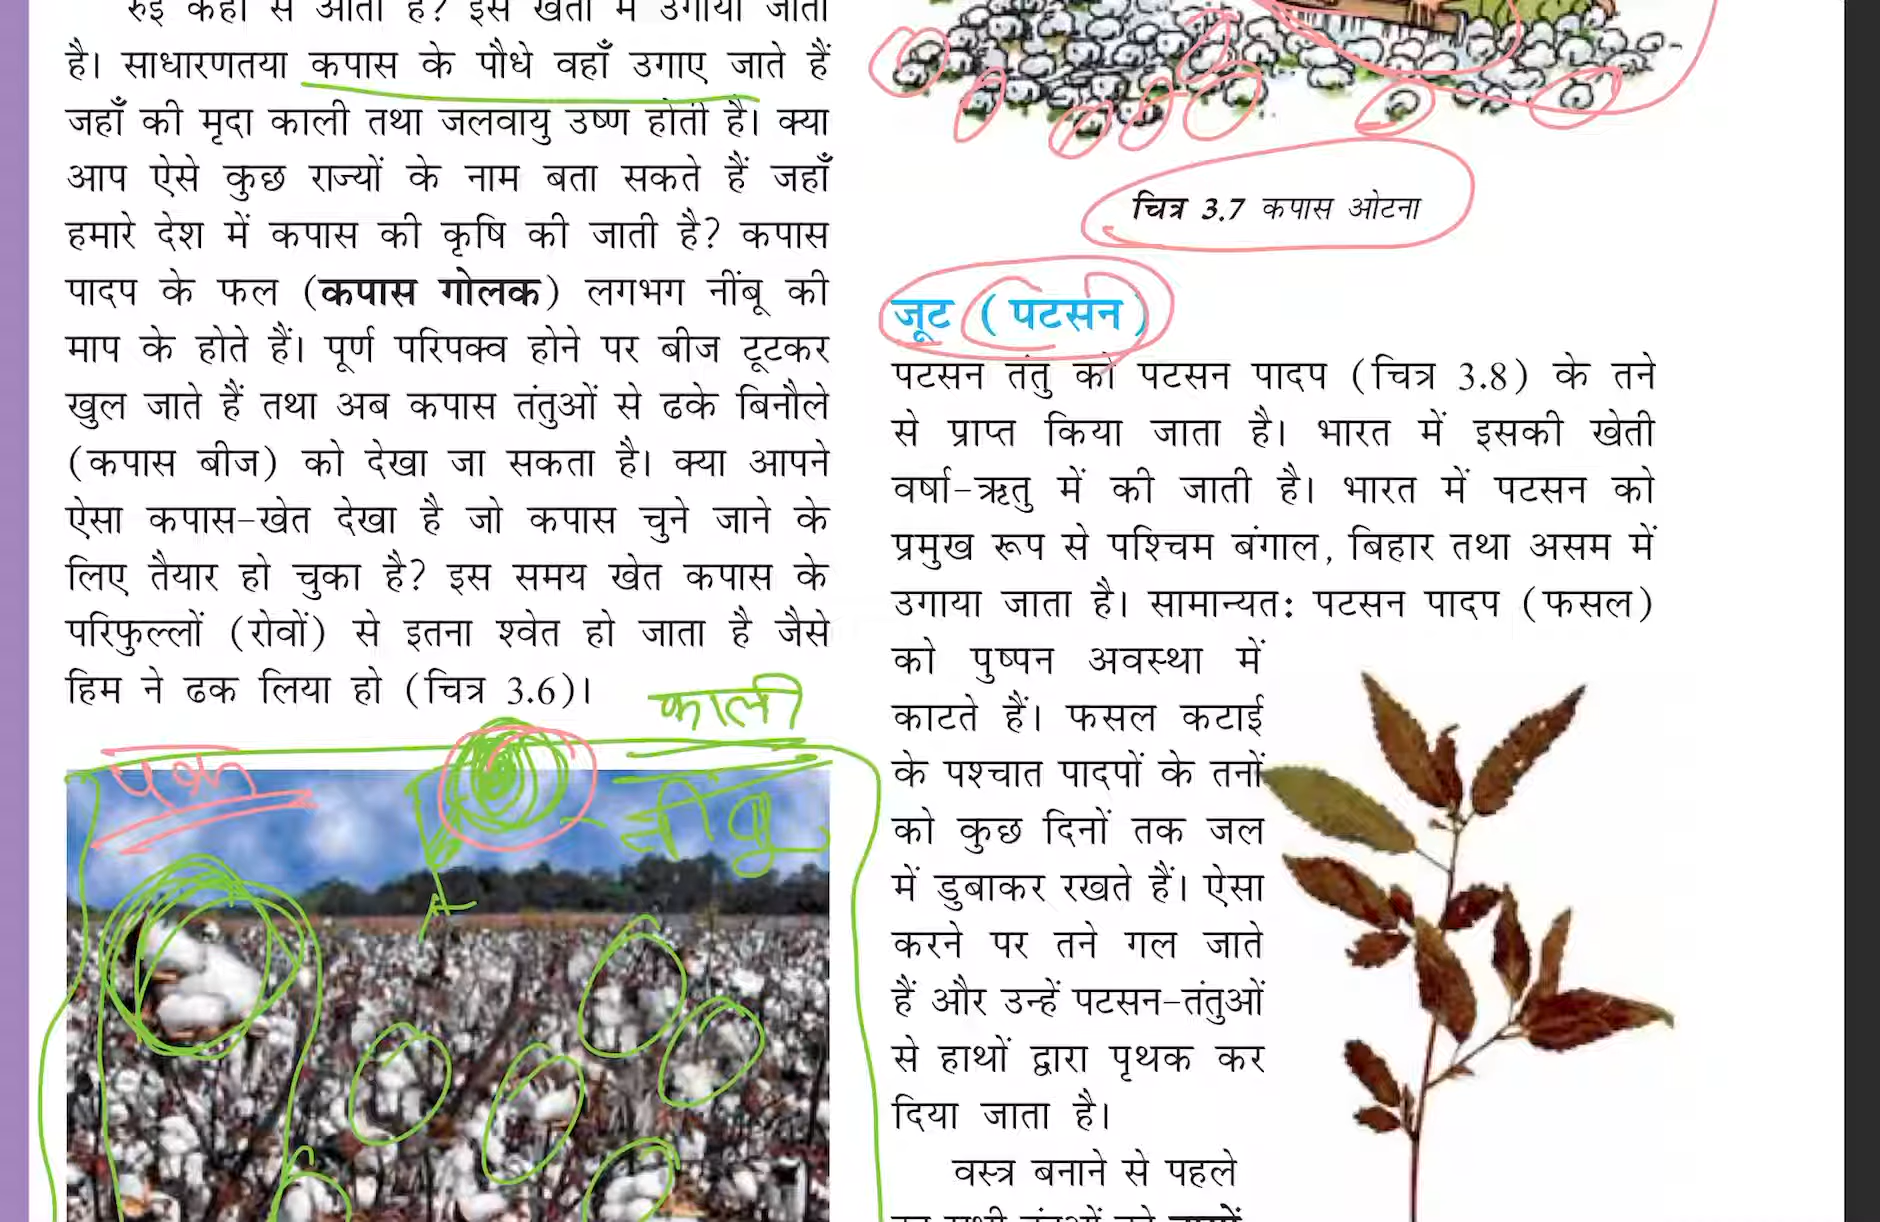 रुई कहाँ से आती है? इसे खेतों में उगाया जाता
है। साधारणतया कपास के पौधे वहाँ उगाए जाते हैं
जहाँ की मृदा काली तथा जलवायु उष्ण होती है। क्या
आप ऐसे कुछ राज्यों के नाम बता सकते हैं जहाँ
हमारे देश में कपास की कृषि की जाती है? कपास
पादप के फल (कपास गोलक) लगभग नींबू की
माप के होते हैं। पूर्ण परिपक्व होने पर बीज टूटकर
खुल जाते हैं तथा अब कपास तंतुओं से ढके बिनौले
(कपास बीज) को देखा जा सकता है। क्या आपने
ऐसा कपास-खेत देखा है जो कपास चुने जाने के
लिए तैयार हो चुका है? इस समय खेत कपास के
परिफुल्लों (रोवों) से इतना श्वेत हो जाता है जैसे
हिम ने ढक लिया हो (चित्र 3.6)।
काली
नींबू
चित्र 3.7 कपास ओटना
जूट (पटसन)
पटसन तंतु को पटसन पादप (चित्र 3.8) के तने
से प्राप्त किया जाता है। भारत में इसकी खेती
वर्षा-ऋतु में की जाती है। भारत में पटसन को
प्रमुख रूप से पश्चिम बंगाल, बिहार तथा असम में
उगाया जाता है। सामान्यतः पटसन पादप (फसल)
को पुष्पन अवस्था में
काटते हैं। फसल कटाई
के पश्चात पादपों के तनों
को कुछ दिनों तक जल
में डुबाकर रखते हैं। ऐसा
करने पर तने गल जाते
हैं और उन्हें पटसन-तंतुओं
से हाथों द्वारा पृथक कर
दिया जाता है।
वस्त्र बनाने से पहले